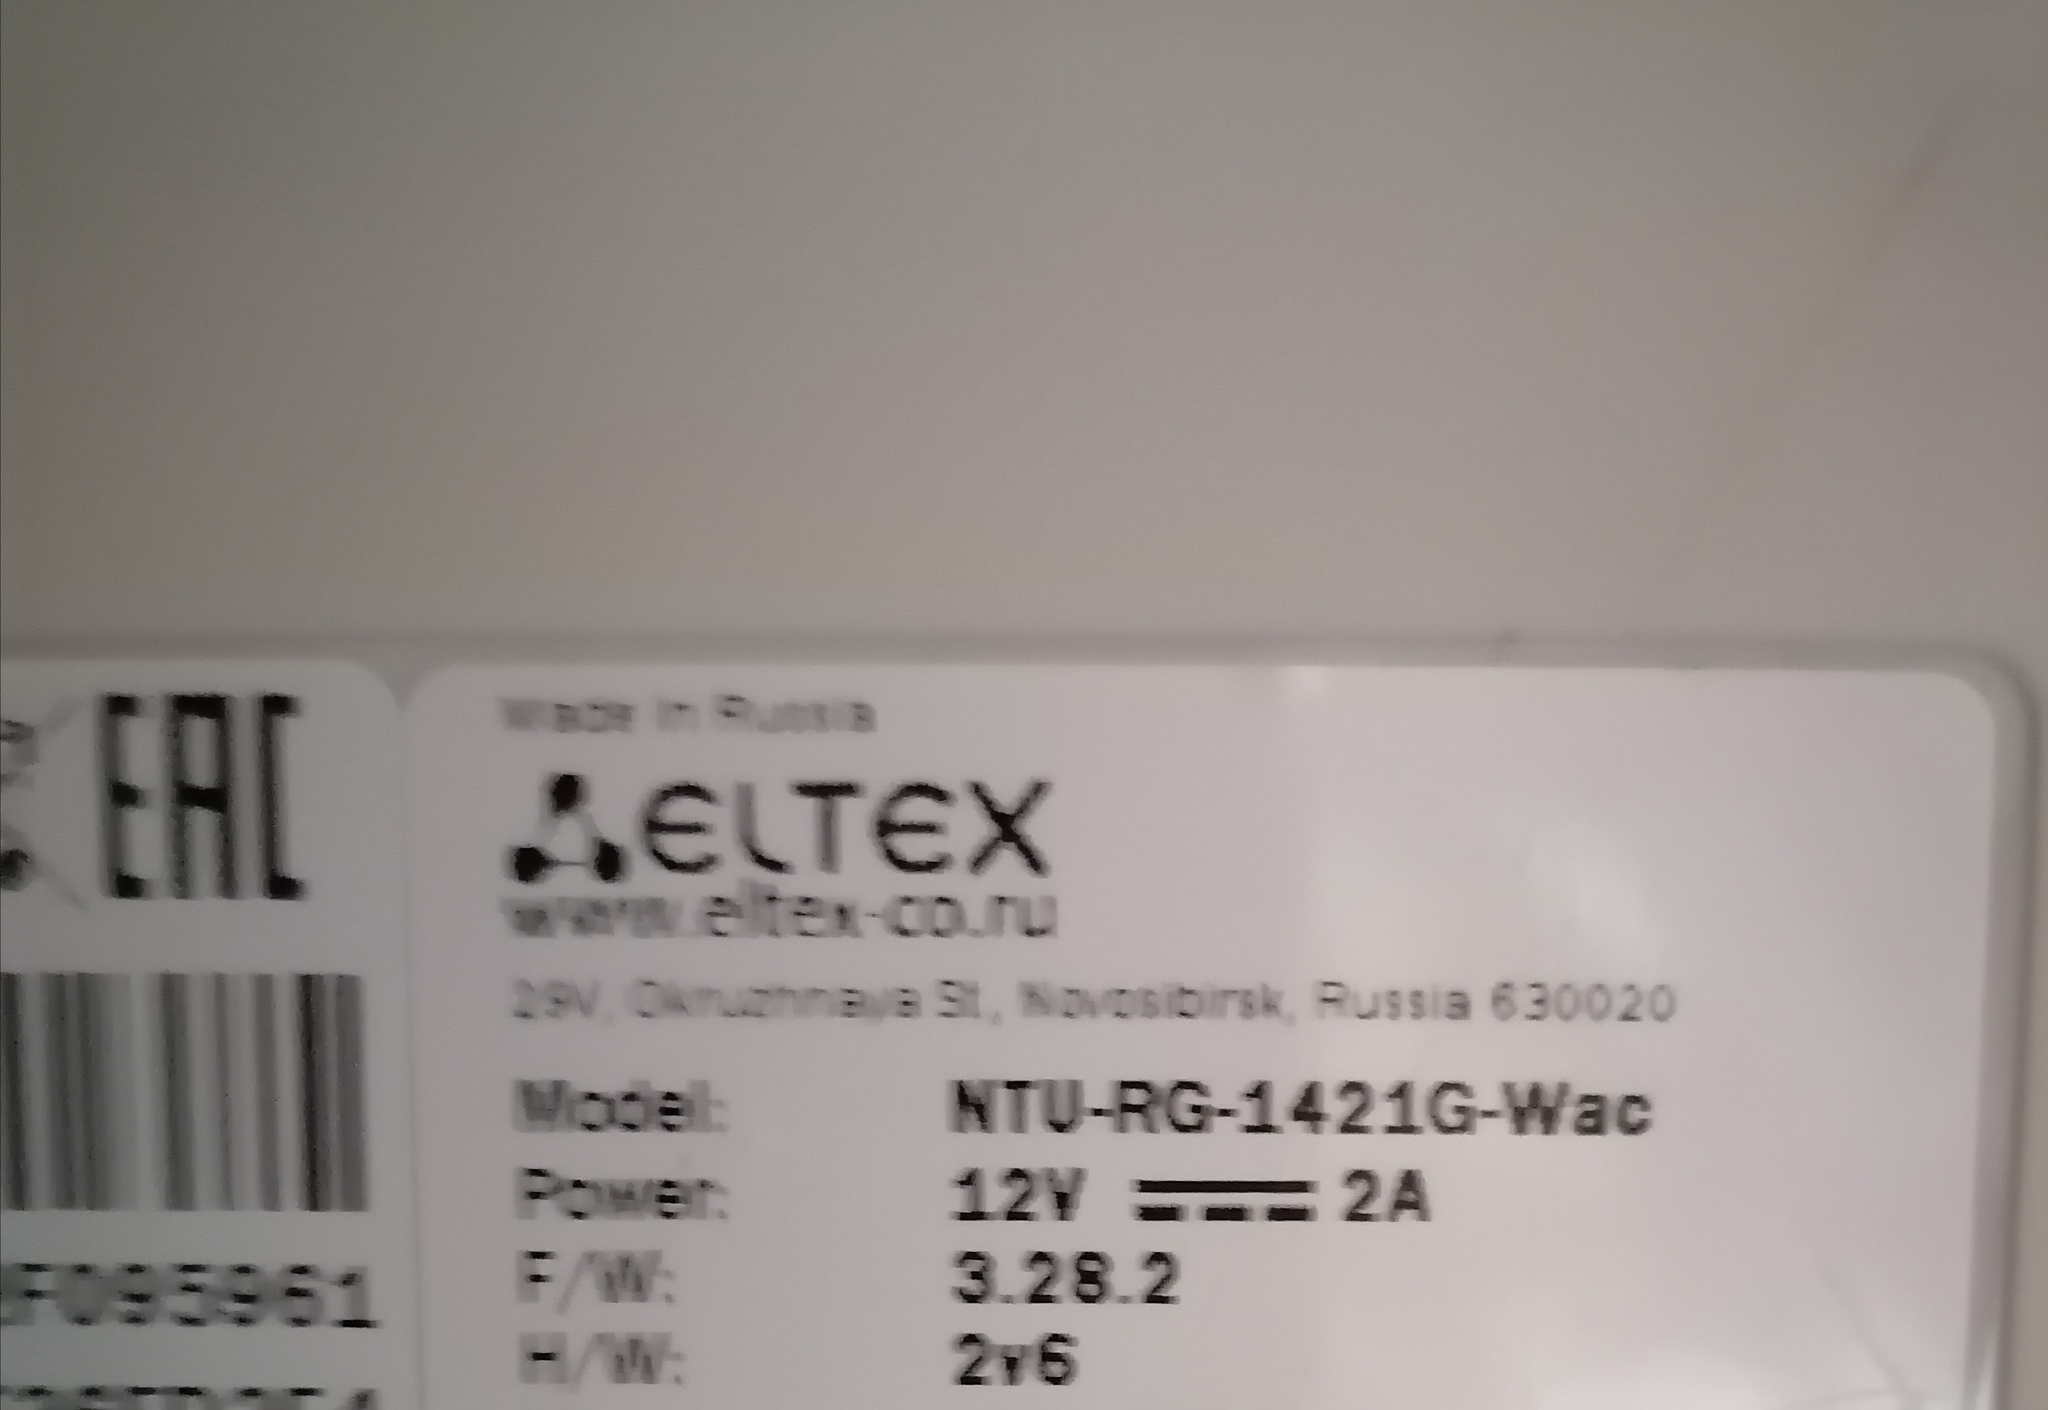 EAC
F095961
Made in Russia
ELTEX
www.eltex-co.ru
29V, Okruzhnaya St., Novosibirsk, Russia 630020
Model: NTU-RG-1421G-Wac
Power: 12V 2A
F/W: 3.28.2
H/W: 2v6